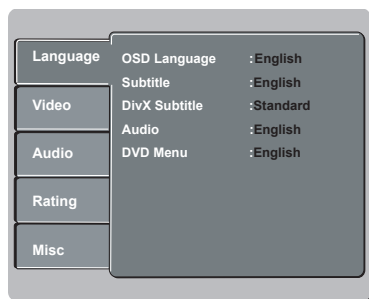 Language
Video
Audio
Rating
Misc
OSD Language :English
Subtitle :English
DivX Subtitle :Standard
Audio :English
DVD Menu :English